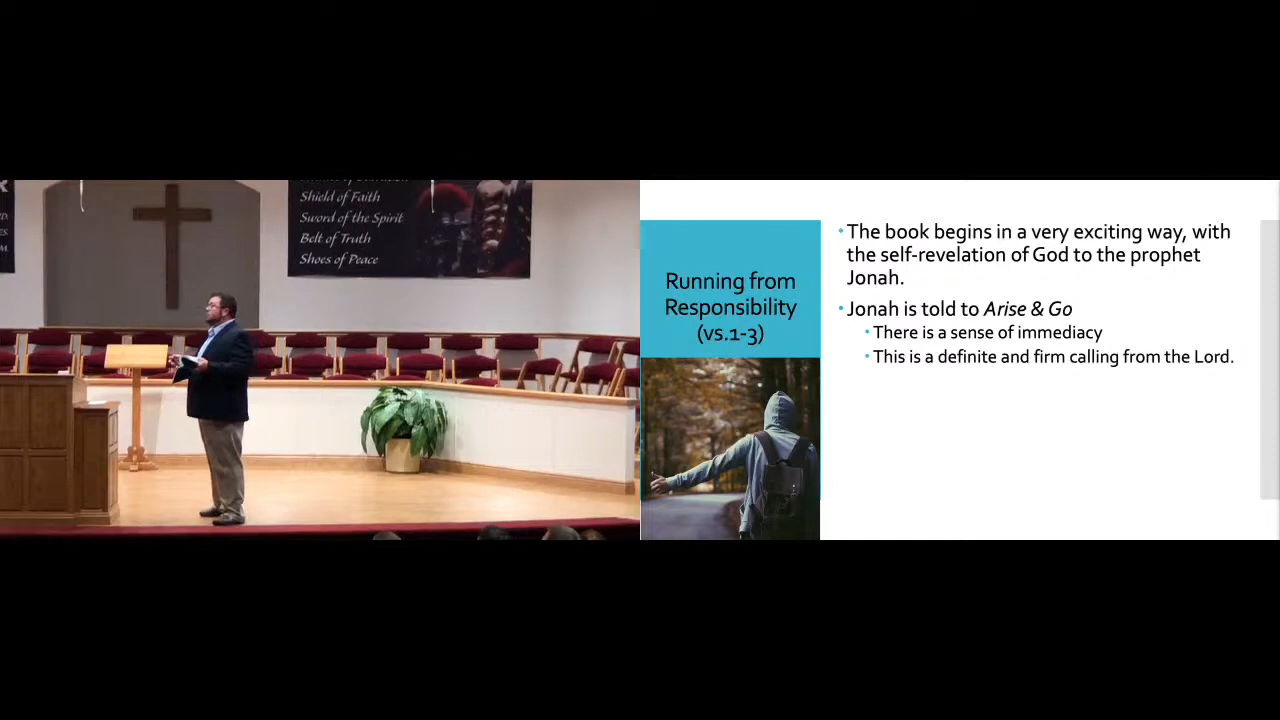 Shield of Faith
Sword of the Spirit
Belt of Truth
Shoes of Peace
Running from
Responsibility
(vs.1-3)
• The book begins in a very exciting way, with
the self-revelation of God to the prophet
Jonah.
• Jonah is told to Arise & Go
• There is a sense of immediacy
• This is a definite and firm calling from the Lord.